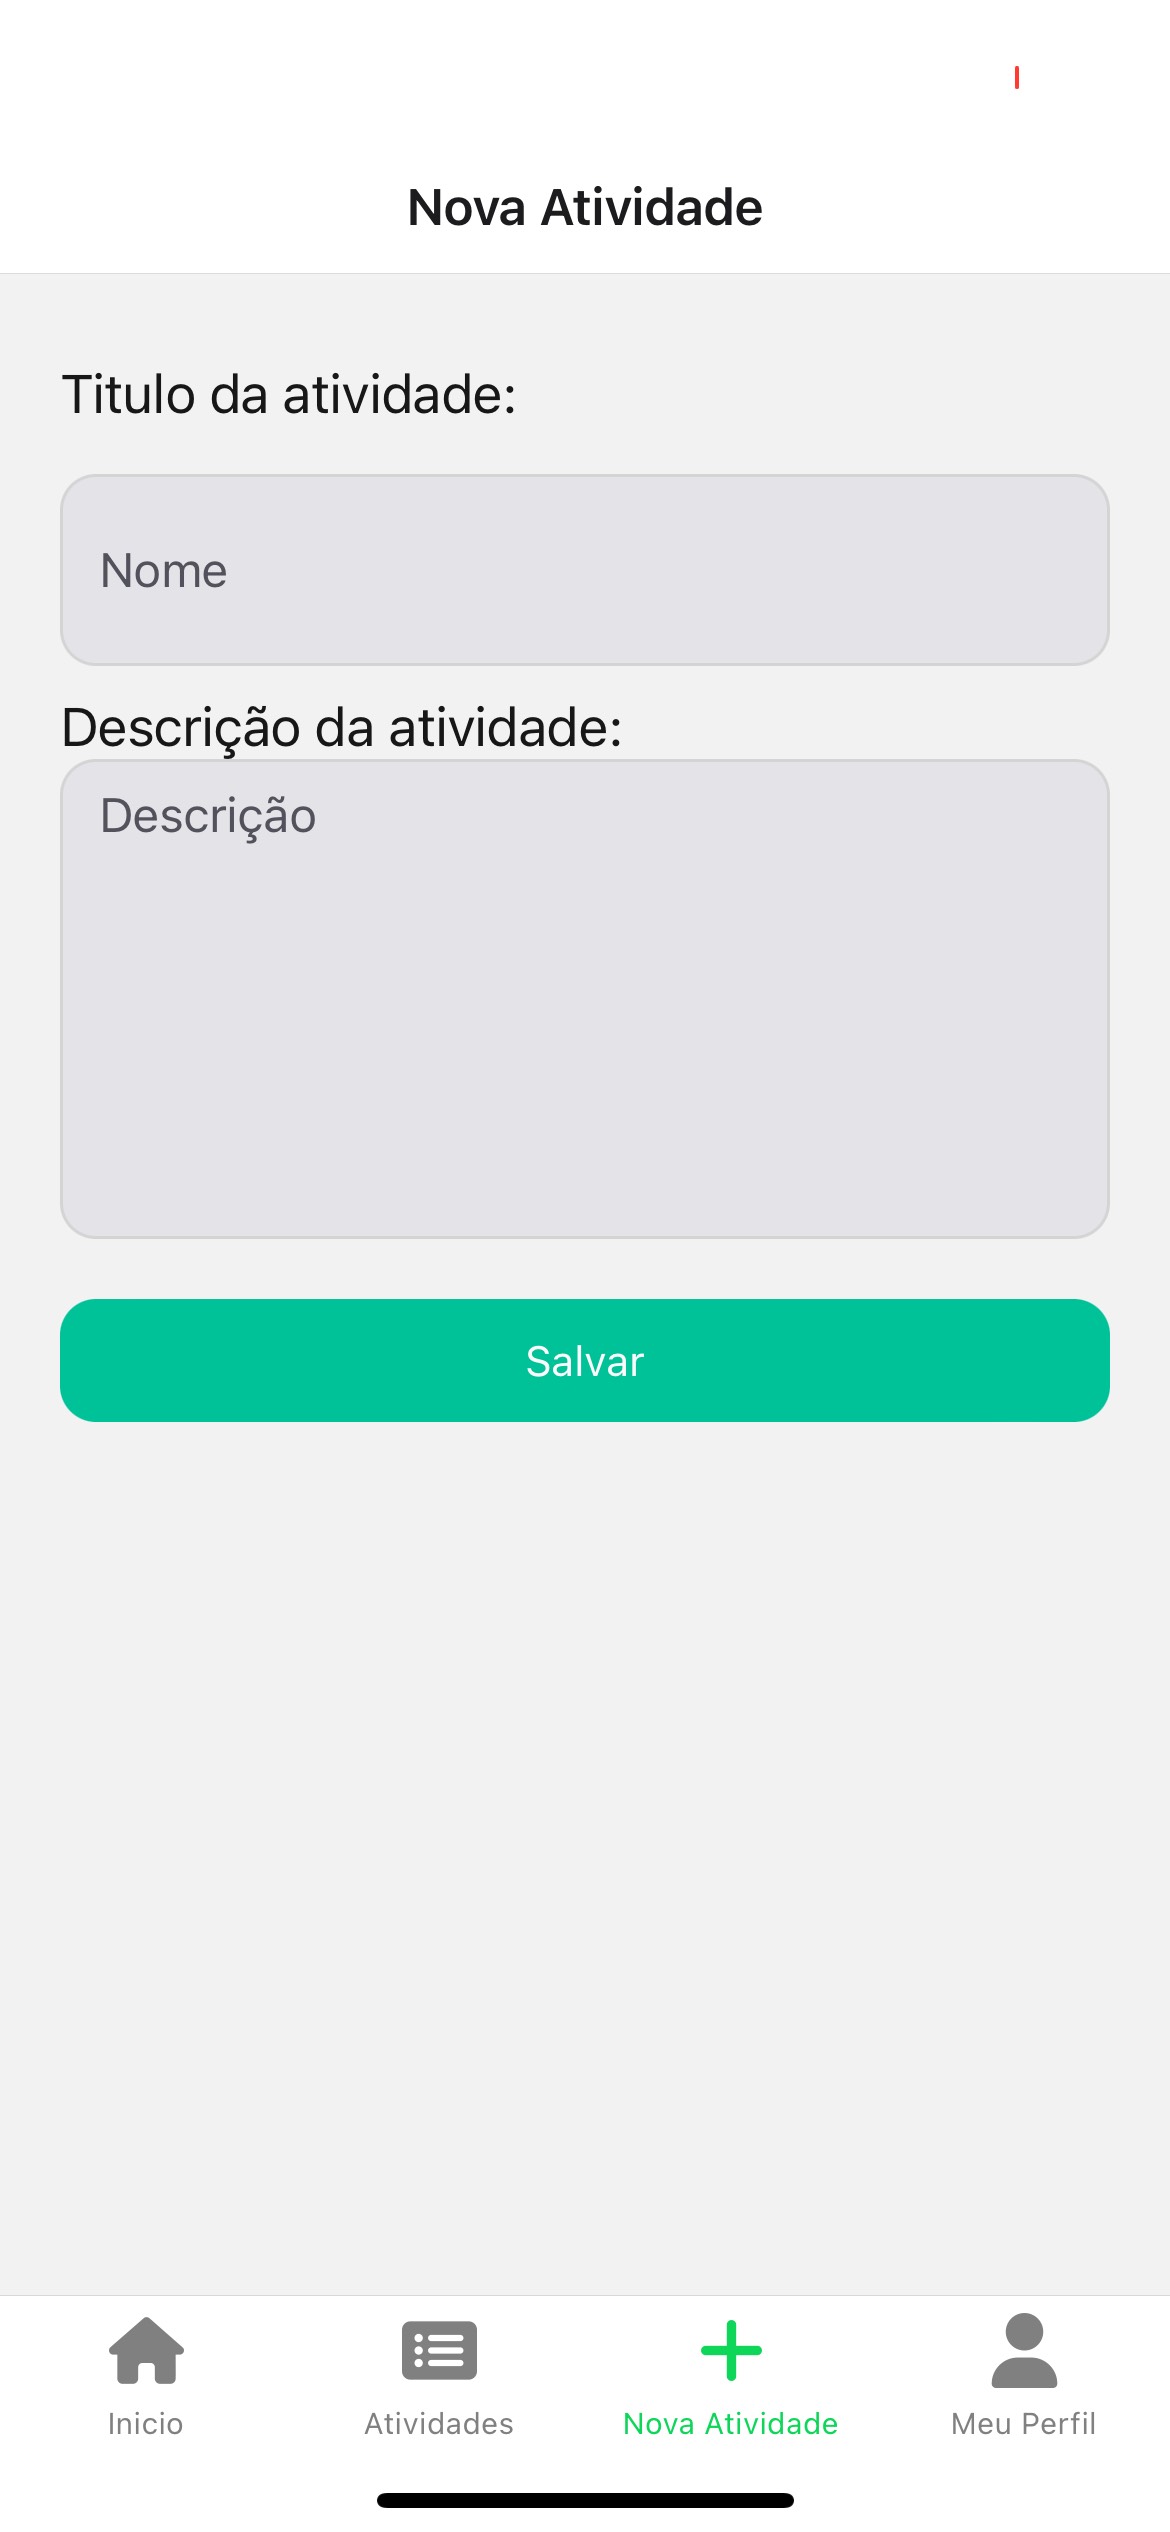 Nova Atividade
Titulo da atividade:
Nome
Descrição da atividade:
Descrição
Salvar
Inicio
Atividades
Nova Atividade
Meu Perfil